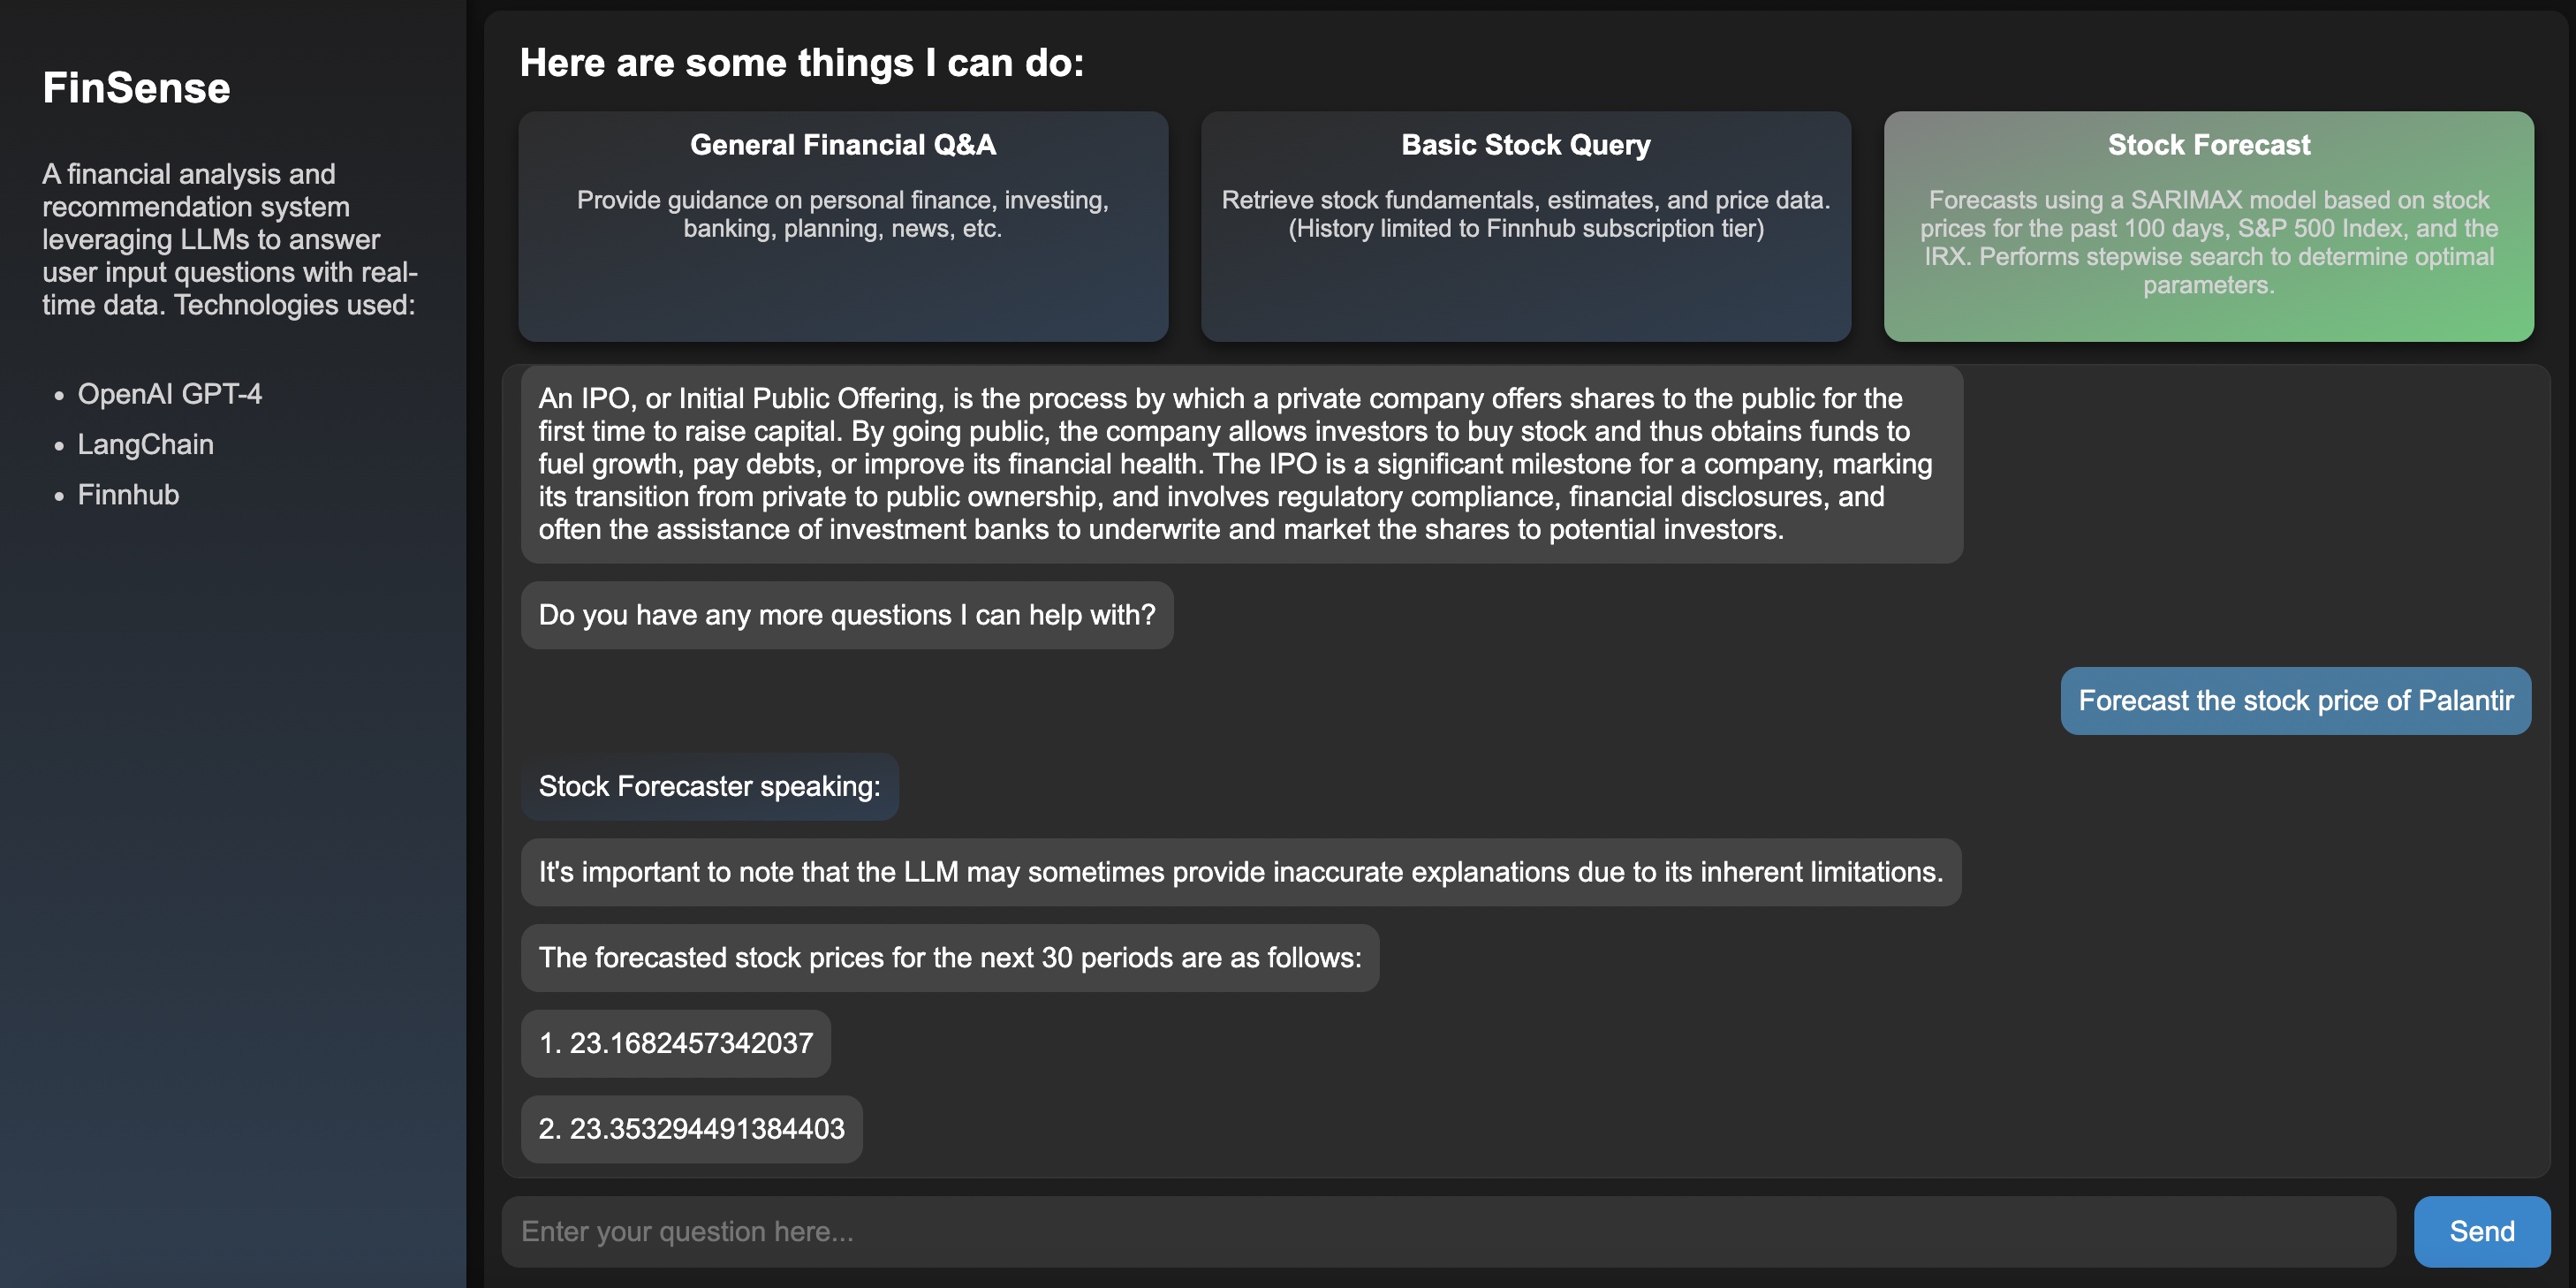 FinSense
A financial analysis and
recommendation system
leveraging LLMs to answer
user input questions with real-
time data. Technologies used:
• OpenAI GPT-4
• LangChain
• Finnhub
Here are some things I can do:
General Financial Q&A
Provide guidance on personal finance, investing,
banking, planning, news, etc.
Basic Stock Query
Retrieve stock fundamentals, estimates, and price data.
(History limited to Finnhub subscription tier)
Stock Forecast
Forecasts using a SARIMAX model based on stock
prices for the past 100 days, S&P 500 Index, and the
IRX. Performs stepwise search to determine optimal
parameters.
An IPO, or Initial Public Offering, is the process by which a private company offers shares to the public for the
first time to raise capital. By going public, the company allows investors to buy stock and thus obtains funds to
fuel growth, pay debts, or improve its financial health. The IPO is a significant milestone for a company, marking
its transition from private to public ownership, and involves regulatory compliance, financial disclosures, and
often the assistance of investment banks to underwrite and market the shares to potential investors.
Do you have any more questions I can help with?
Forecast the stock price of Palantir
Stock Forecaster speaking:
It's important to note that the LLM may sometimes provide inaccurate explanations due to its inherent limitations.
The forecasted stock prices for the next 30 periods are as follows:
1. 23.1682457342037
2. 23.353294491384403
Enter your question here...
Send